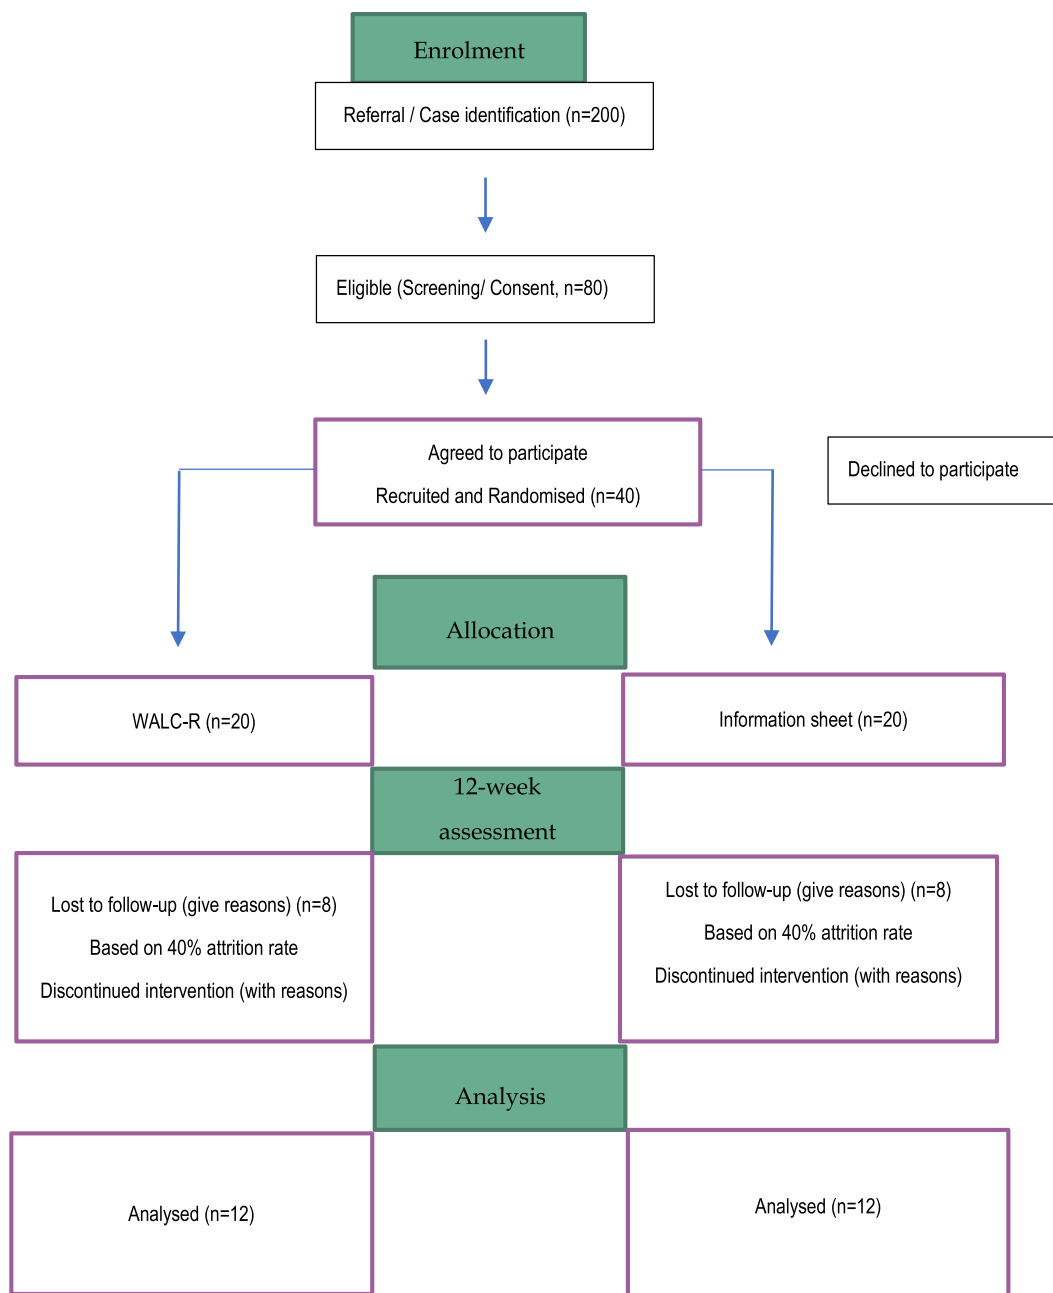 Enrolment
Referral / Case identification (n=200)
Eligible (Screening/ Consent, n=80)
Agreed to participate
Recruited and Randomised (n=40)
Declined to participate
Allocation
WALC-R (n=20)
Information sheet (n=20)
12-week
assessment
Lost to follow-up (give reasons) (n=8)
Based on 40% attrition rate
Discontinued intervention (with reasons)
Lost to follow-up (give reasons) (n=8)
Based on 40% attrition rate
Discontinued intervention (with reasons)
Analysis
Analysed (n=12)
Analysed (n=12)